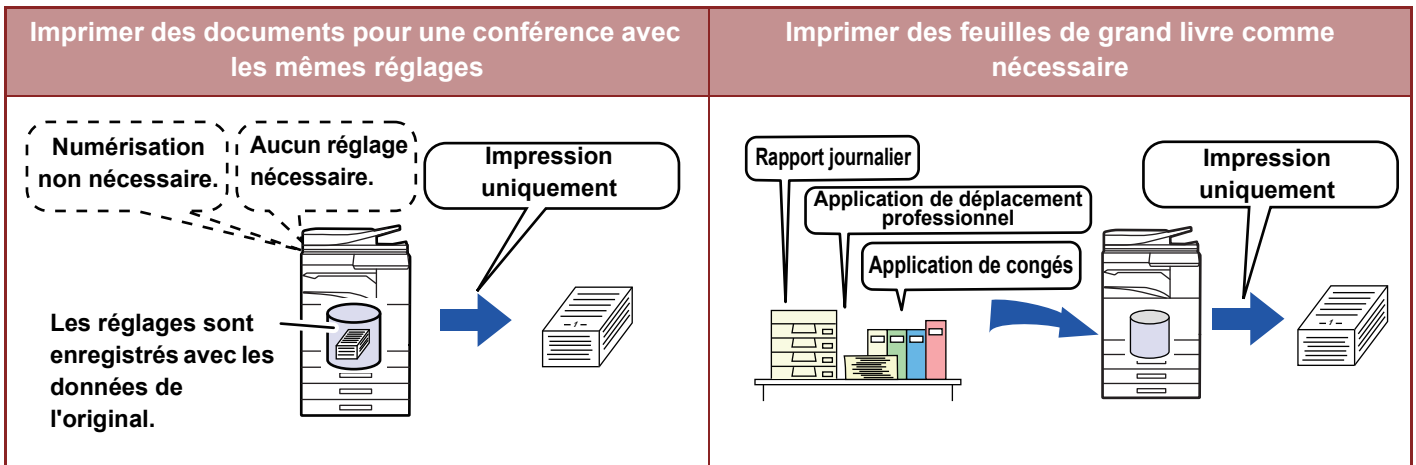 Imprimer des documents pour une conférence avec
les mêmes réglages
Numérisation
non nécessaire.
Aucun réglage
nécessaire.
Impression
uniquement
Les réglages sont
enregistrés avec les
données de
l'original.
-1-
Imprimer des feuilles de grand livre comme
nécessaire
Rapport journalier
Application de déplacement
professionnel
Application de congés
Impression
uniquement
-1-